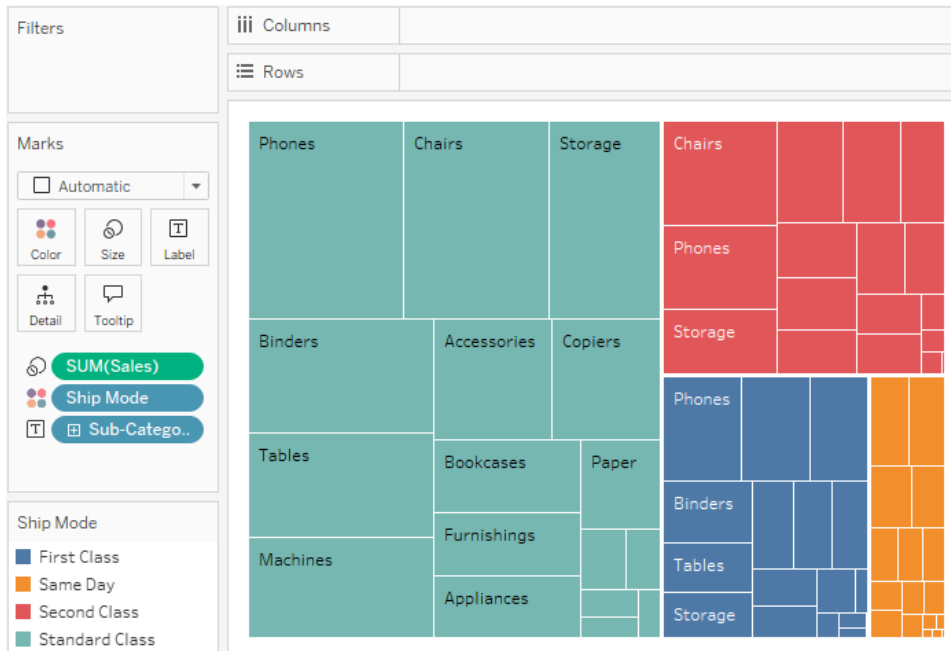 Filters
Columns
Rows
Marks
Automatic
Color
Size
Label
Detail
Tooltip
SUM(Sales)
Ship Mode
Sub-Catego..
Ship Mode
First Class
Same Day
Second Class
Standard Class
Phones
Chairs
Storage
Binders
Accessories
Copiers
Tables
Bookcases
Paper
Machines
Furnishings
Appliances
Chairs
Phones
Storage
Phones
Binders
Tables
Storage